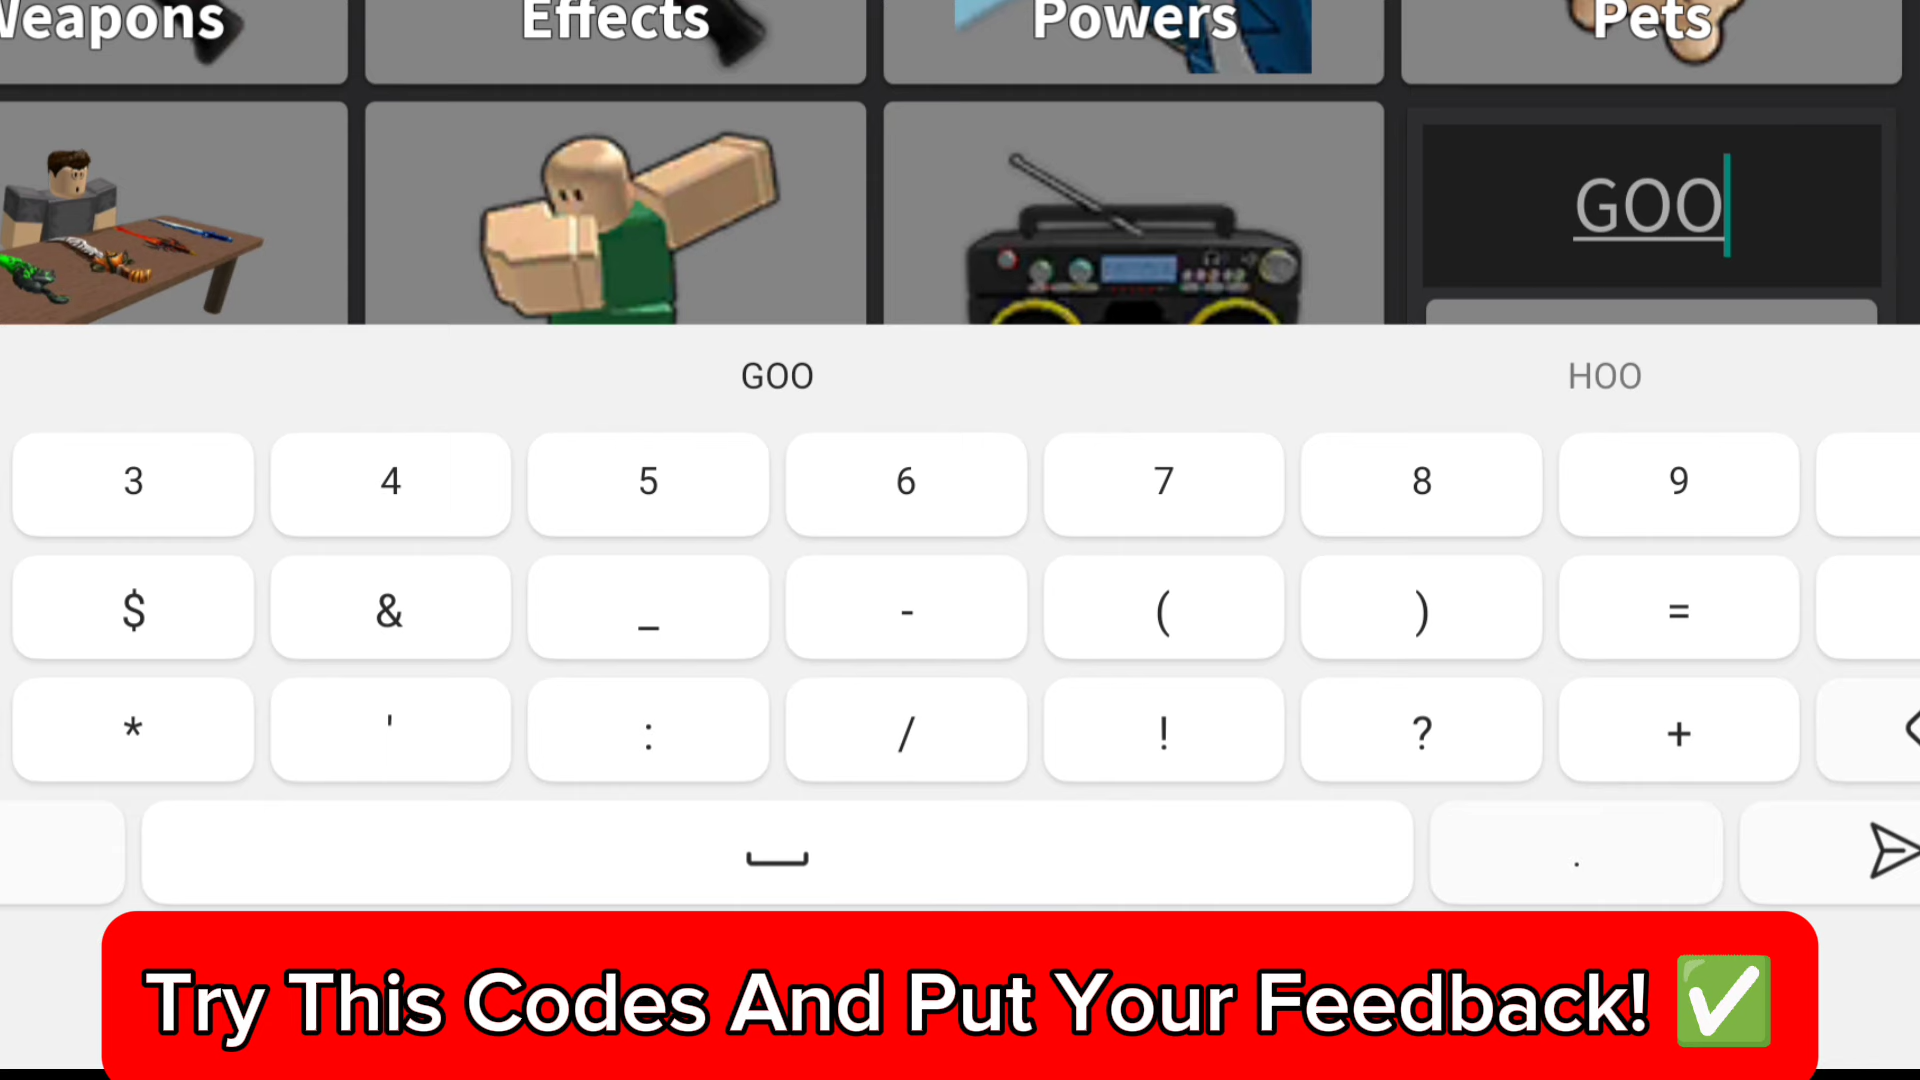 Weapons Effects Powers Pets
GOO
GOO HOO
3 4 5 6 7 8 9
$ & _ - ( ) =
* ' : / ! ? +
.
Try This Codes And Put Your Feedback! ✅